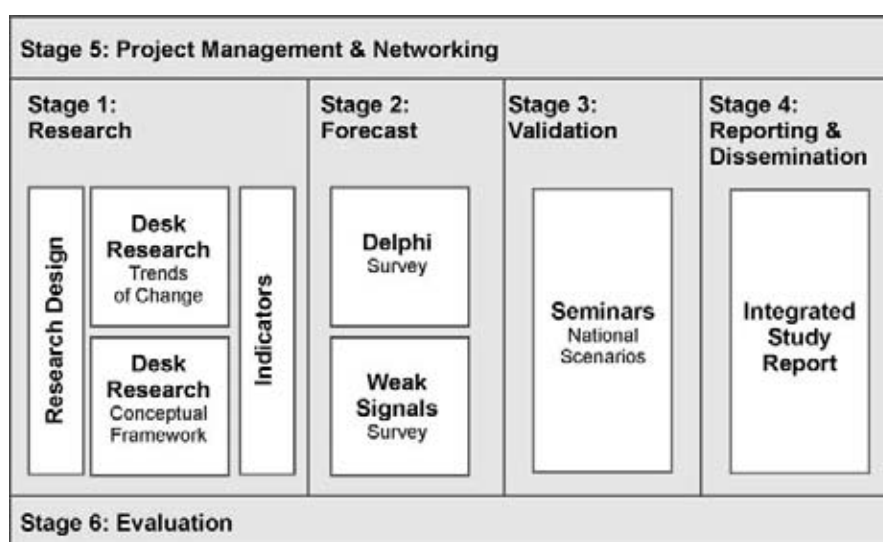 Stage 5: Project Management & Networking
Stage 1:
Research
Research Design
Desk
Research
Trends
of Change
Desk
Research
Conceptual
Framework
Indicators
Stage 2:
Forecast
Delphi
Survey
Weak
Signals
Survey
Stage 3:
Validation
Seminars
National
Scenarios
Stage 4:
Reporting &
Dissemination
Integrated
Study
Report
Stage 6: Evaluation